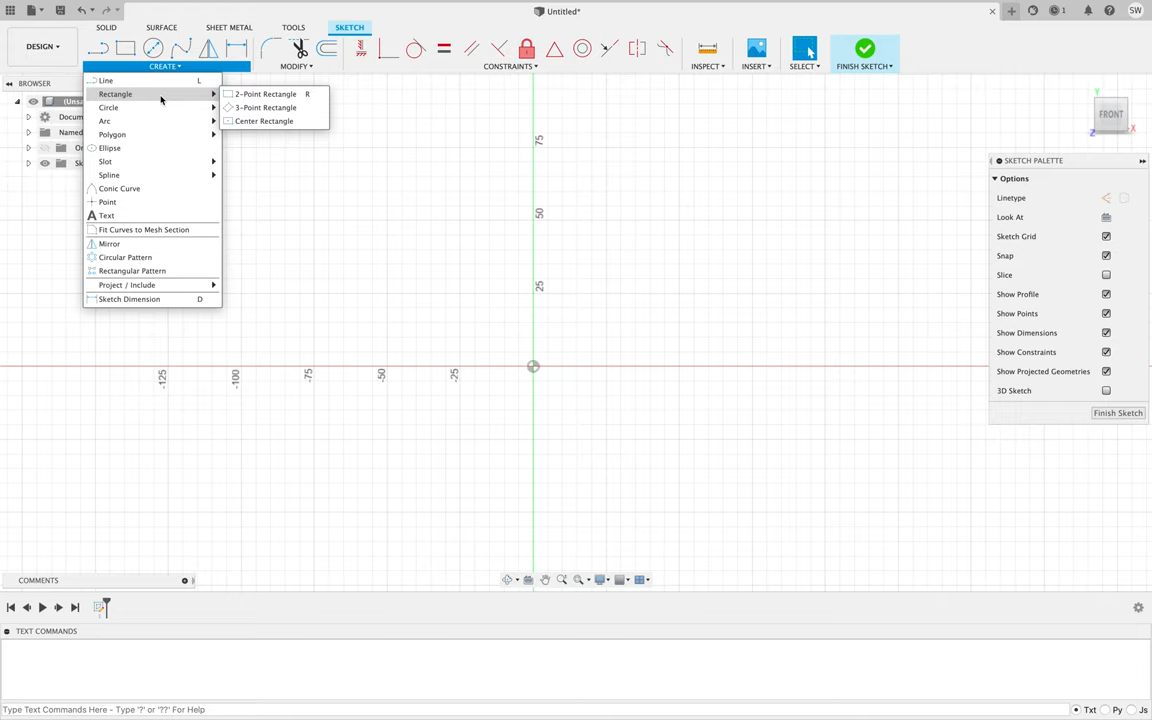 Untitled*
SW
DESIGN
SOLID
SURFACE
SHEET METAL
TOOLS
SKETCH
CREATE
MODIFY
CONSTRAINTS
INSPECT
INSERT
SELECT
FINISH SKETCH
BROWSER
(Unsa
Docum
Named
Or
Sk
Line L
Rectangle
Circle
Arc
Polygon
Ellipse
Slot
Spline
Conic Curve
Point
Text
Fit Curves to Mesh Section
Mirror
Circular Pattern
Rectangular Pattern
Project / Include
Sketch Dimension D
2-Point Rectangle R
3-Point Rectangle
Center Rectangle
75
50
25
-125
-100
-75
-50
-25
Y
FRONT
Z
X
SKETCH PALETTE
Options
Linetype
Look At
Sketch Grid
Snap
Slice
Show Profile
Show Points
Show Dimensions
Show Constraints
Show Projected Geometries
3D Sketch
Finish Sketch
COMMENTS
TEXT COMMANDS
Type Text Commands Here - Type '?' or '??' For Help
Txt Py Js